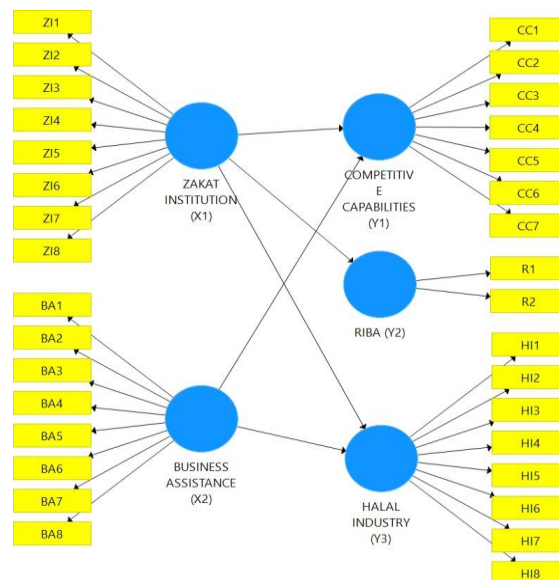 ZI1
ZI2
ZI3
ZI4
ZI5
ZI6
ZI7
ZI8
ZAKAT
INSTITUTION
(X1)
BA1
BA2
BA3
BA4
BA5
BA6
BA7
BA8
BUSINESS
ASSISTANCE
(X2)
COMPETITIV
E
CAPABILITIES
(Y1)
CC1
CC2
CC3
CC4
CC5
CC6
CC7
RIBA (Y2)
R1
R2
HALAL
INDUSTRY
(Y3)
HI1
HI2
HI3
HI4
HI5
HI6
HI7
HI8